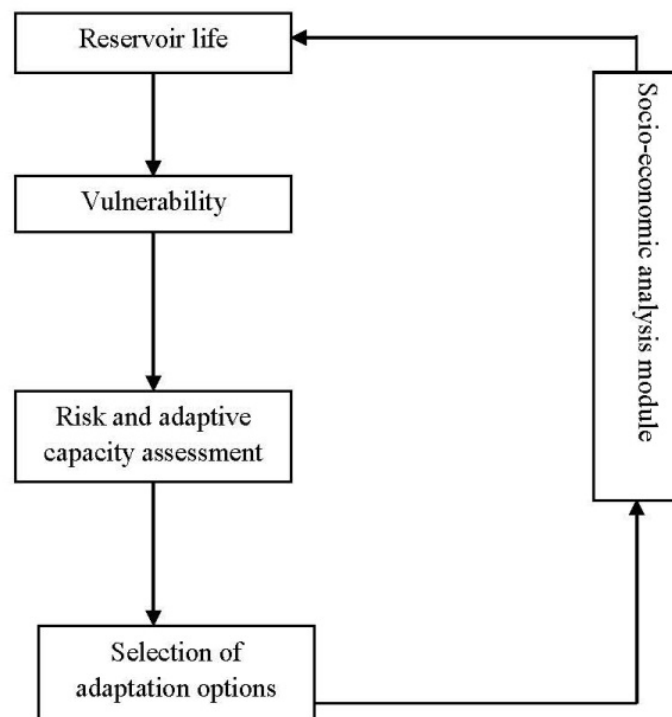 Reservoir life
Vulnerability
Risk and adaptive
capacity assessment
Selection of
adaptation options
Socio-economic analysis module